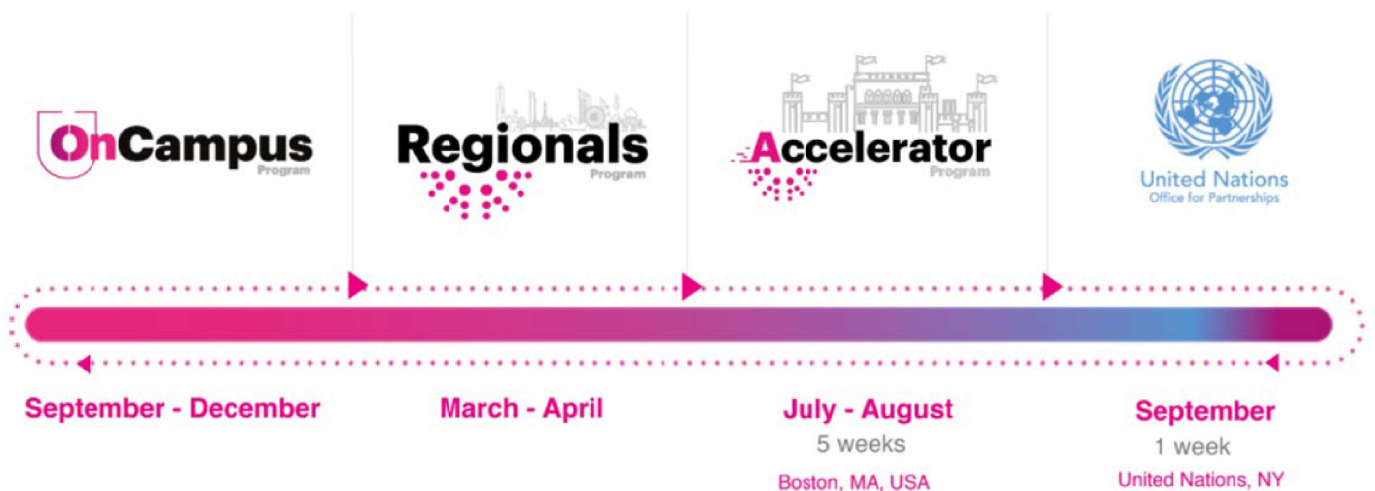 OnCampus
Program
Regionals
Program
Accelerator
Program
United Nations
Office for Partnerships
September - December
March - April
July - August
5 weeks
Boston, MA, USA
September
1 week
United Nations, NY